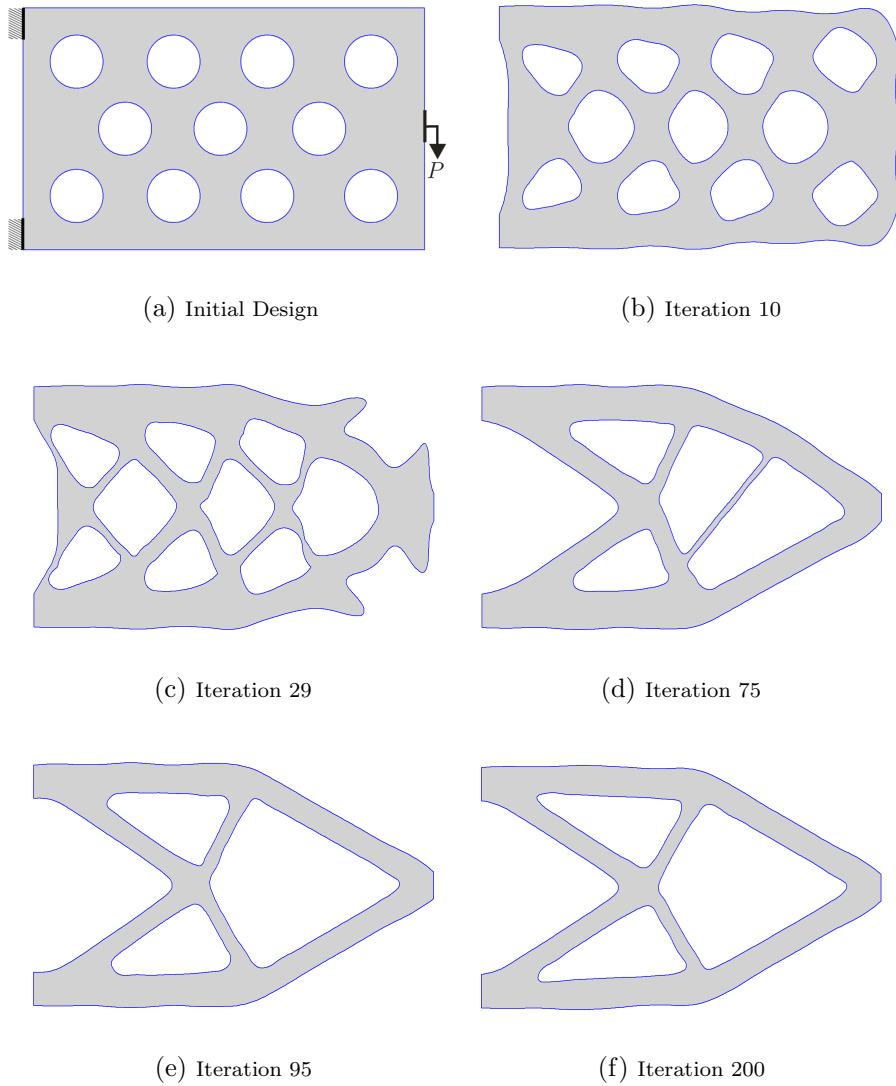 P
(a) Initial Design
(b) Iteration 10
(c) Iteration 29
(d) Iteration 75
(e) Iteration 95
(f) Iteration 200